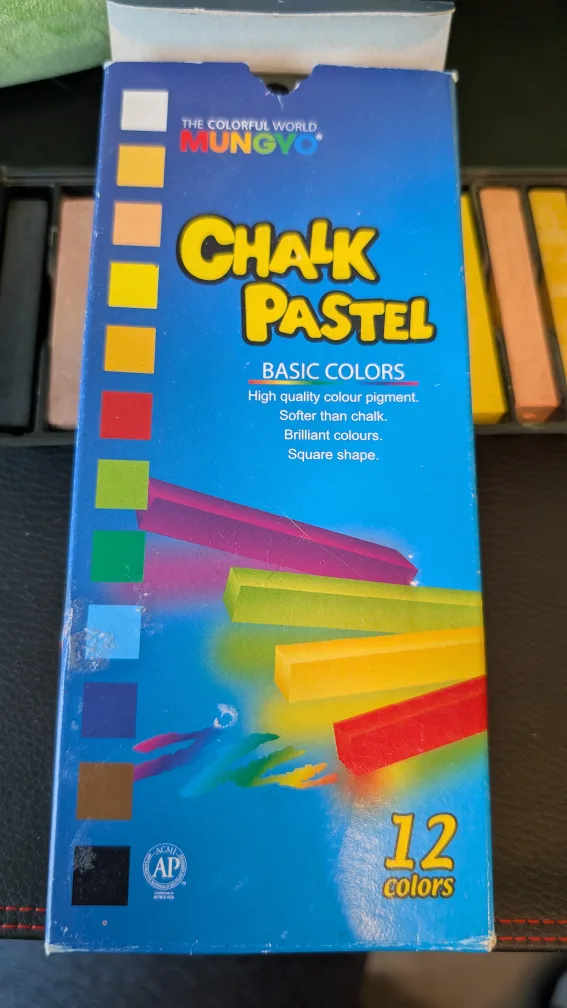 THE COLORFUL WORLD
MUNGYO®
CHALK
PASTEL
BASIC COLORS
High quality colour pigment.
Softer than chalk.
Brilliant colours.
Square shape.
12
colors
ACMI
AP